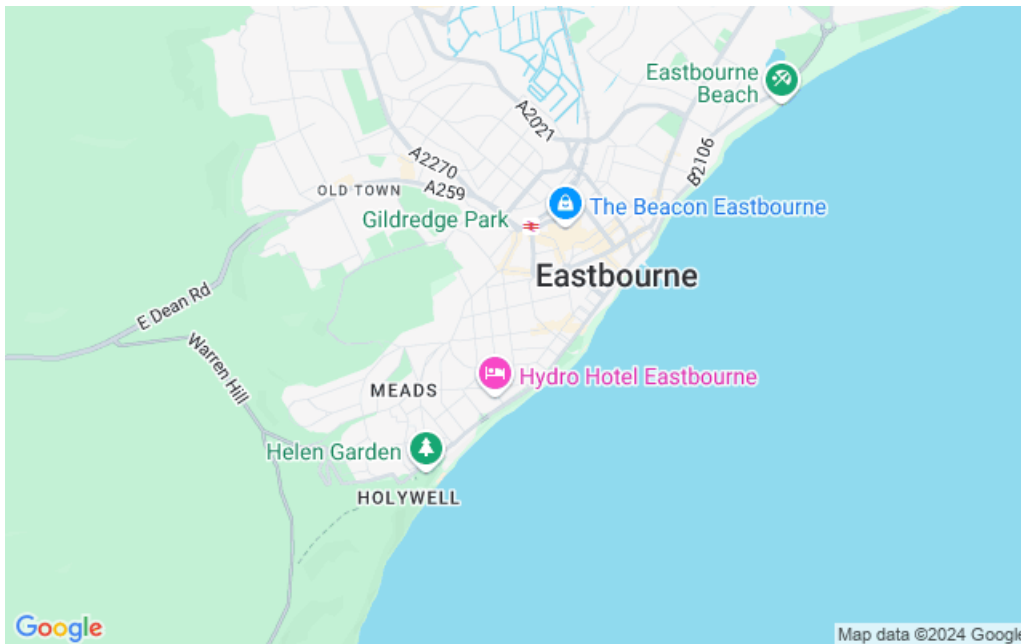 Eastbourne
Beach
A2021
B2106
A2270
A259
OLD TOWN
Gildredge Park
The Beacon Eastbourne
Eastbourne
E Dean Rd
Warren Hill
Hydro Hotel Eastbourne
MEADS
Helen Garden
HOLYWELL
Google
Map data ©2024 Google